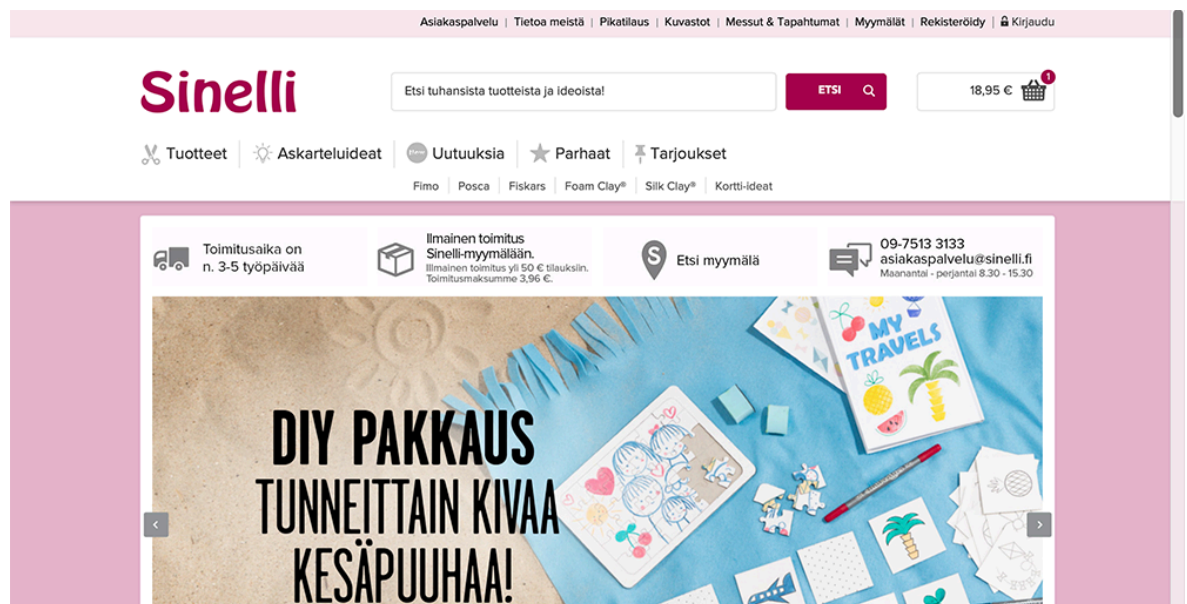 Asiakaspalvelu | Tietoa meistä | Pikatilaus | Kuvastot | Messut & Tapahtumat | Myymälät | Rekisteröidy | Kirjaudu
Sinelli
Etsi tuhansista tuotteista ja ideoista!
ETSI
18,95 €
1
Tuotteet
Askarteluideat
New
Uutuuksia
Parhaat
Tarjoukset
Fimo
Posca
Fiskars
Foam Clay®
Silk Clay®
Kortti-ideat
Toimitusaika on
n. 3-5 työpäivää
Ilmainen toimitus
Sinelli-myymälään.
Illmainen toimitus yli 50 € tilauksiin.
Toimitusmaksumme 3,96 €.
S
Etsi myymälä
09-7513 3133
asiakaspalvelu@sinelli.fi
Maanantai - perjantai 8.30 - 15.30
MY
TRAVELS
DIY PAKKAUS
TUNNEITTAIN KIVAA
KESÄPUUHAA!